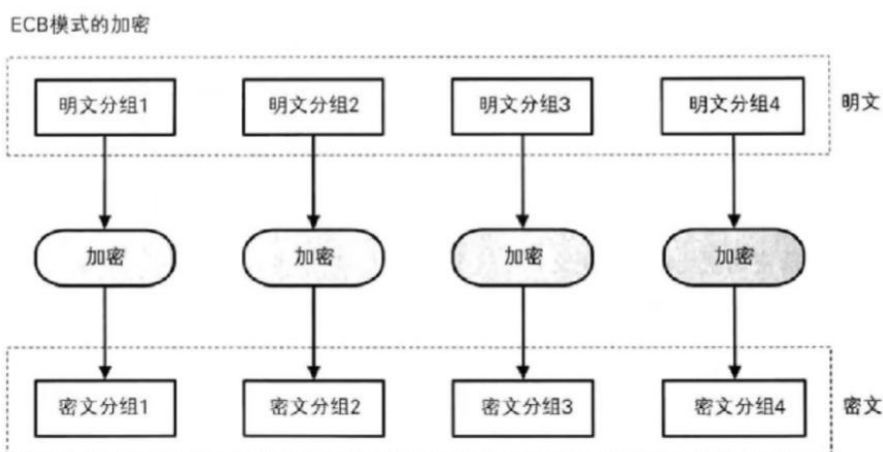 ECB模式的加密
明文分组1 明文分组2 明文分组3 明文分组4 明文
加密 加密 加密 加密
密文分组1 密文分组2 密文分组3 密文分组4 密文